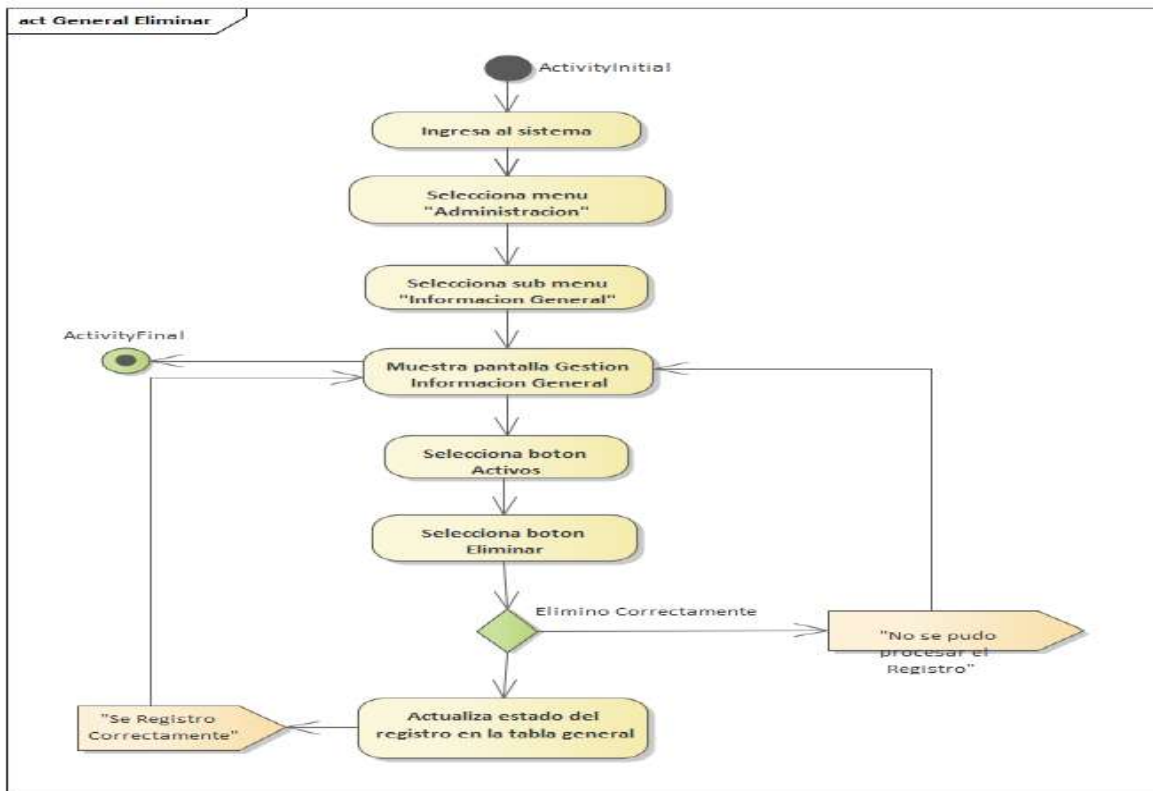 act General Eliminar
ActivityInitial
Ingresa al sistema
Selecciona menu
"Administracion"
Selecciona sub menu
"Informacion General"
ActivityFinal
Muestra pantalla Gestion
Informacion General
Selecciona boton
Activos
Selecciona boton
Eliminar
Elimino Correctamente
"No se pudo
procesar el
Registro"
"Se Registro
Correctamente"
Actualiza estado del
registro en la tabla general